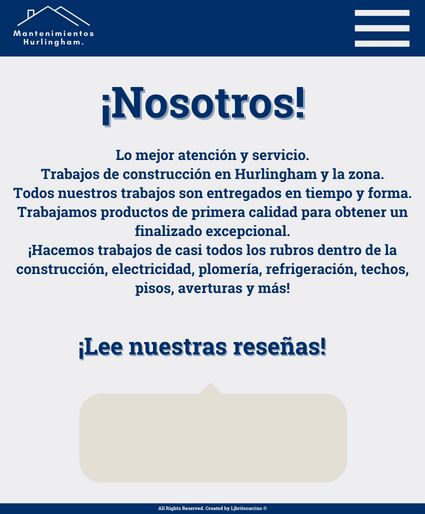 Mantenimientos
Hurlingham.
¡Nosotros!
Lo mejor atención y servicio.
Trabajos de construcción en Hurlingham y la zona.
Todos nuestros trabajos son entregados en tiempo y forma.
Trabajamos productos de primera calidad para obtener un
finalizado excepcional.
¡Hacemos trabajos de casi todos los rubros dentro de la
construcción, electricidad, plomería, refrigeración, techos,
pisos, averturas y más!
¡Lee nuestras reseñas!
All Rights Reserved. Created by Ljbritocarrizo ©